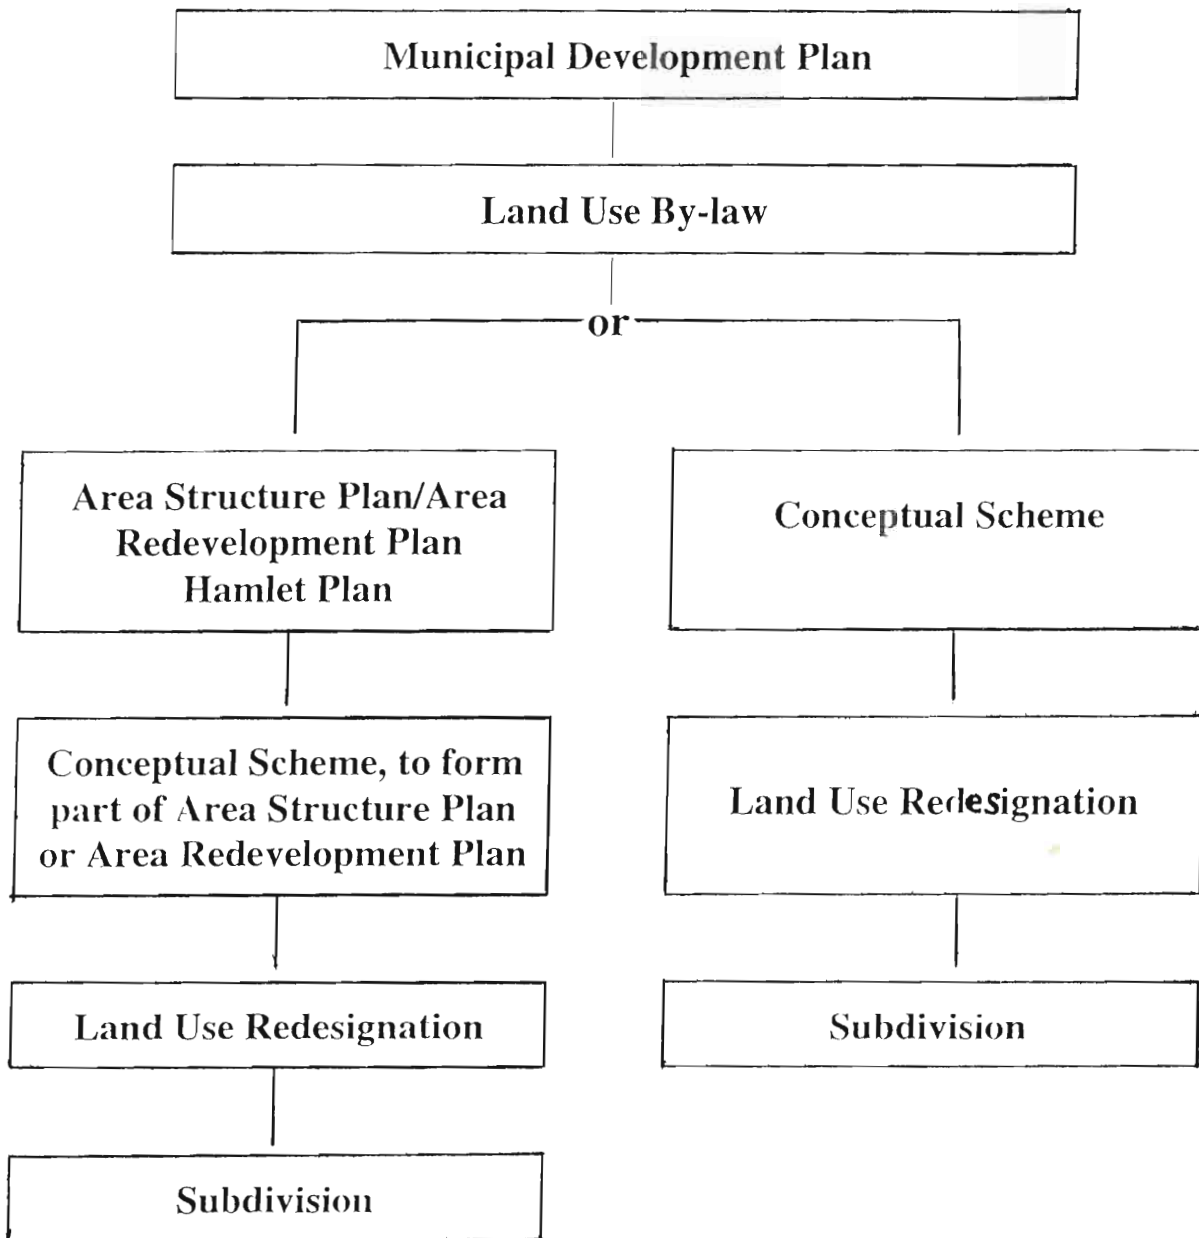 Municipal Development Plan
Land Use By-law
or
Area Structure Plan/Area
Redevelopment Plan
Hamlet Plan
Conceptual Scheme, to form
part of Area Structure Plan
or Area Redevelopment Plan
Land Use Redesignation
Subdivision
Conceptual Scheme
Land Use Redesignation
Subdivision